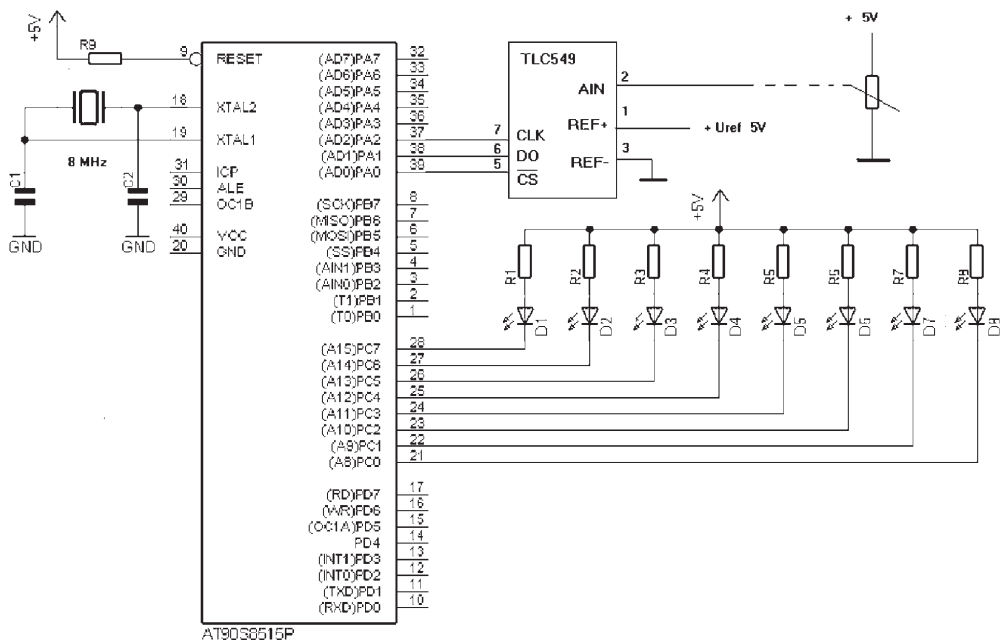 +5V
R9
9
RESET
18
XTAL2
19
XTAL1
8 MHz
C1
C2
GND
GND
31
ICP
30
ALE
29
OC1B
40
VCC
20
GND
(AD7)PA7 32
(AD6)PA6 33
(AD5)PA5 34
(AD4)PA4 35
(AD3)PA3 36
(AD2)PA2 37
(AD1)PA1 38
(AD0)PA0 39
(SCK)PB7 8
(MISO)PB6 7
(MOSI)PB5 6
(SS)PB4 5
(AIN1)PB3 4
(AIN0)PB2 3
(T1)PB1 2
(T0)PB0 1
(A15)PC7 28
(A14)PC6 27
(A13)PC5 26
(A12)PC4 25
(A11)PC3 24
(A10)PC2 23
(A9)PC1 22
(A8)PC0 21
(RD)PD7 17
(WR)PD6 16
(OC1A)PD5 15
PD4 14
(INT1)PD3 13
(INT0)PD2 12
(TXD)PD1 11
(RXD)PD0 10
AT90S8515P
TLC549
7 CLK
6 DO
5 CS
AIN 2
REF+ 1
REF- 3
+ Uref 5V
+ 5V
+5V
R1 R2 R3 R4 R5 R6 R7 R8
D1 D2 D3 D4 D5 D6 D7 D8